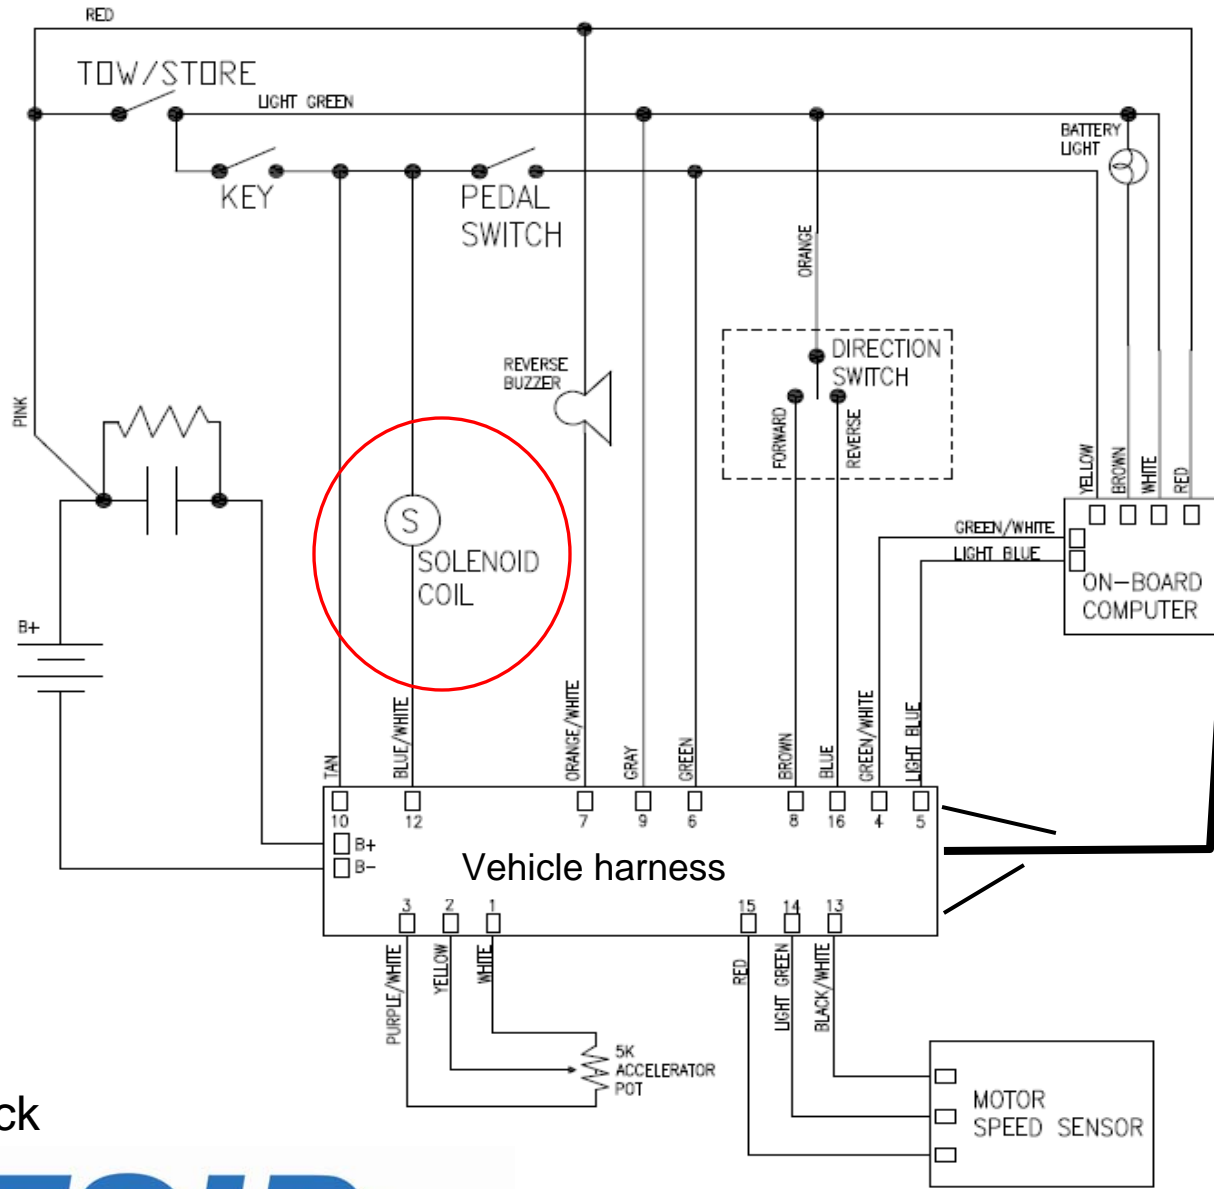 RED
TOW/STORE
LIGHT GREEN
BATTERY
LIGHT
KEY
PEDAL
SWITCH
ORANGE
DIRECTION
SWITCH
REVERSE
BUZZER
PINK
FORWARD
REVERSE
YELLOW
BROWN
WHITE
RED
S
SOLENOID
COIL
GREEN/WHITE
LIGHT BLUE
ON-BOARD
COMPUTER
B+
TAN
BLUE/WHITE
ORANGE/WHITE
GRAY
GREEN
BROWN
BLUE
GREEN/WHITE
LIGHT BLUE
10
12
7
9
6
8
16
4
5
B+
B-
Vehicle harness
3
2
1
15
14
13
PURPLE/WHITE
YELLOW
WHITE
RED
LIGHT GREEN
BLACK/WHITE
5K
ACCELERATOR
POT
MOTOR
SPEED SENSOR
ck